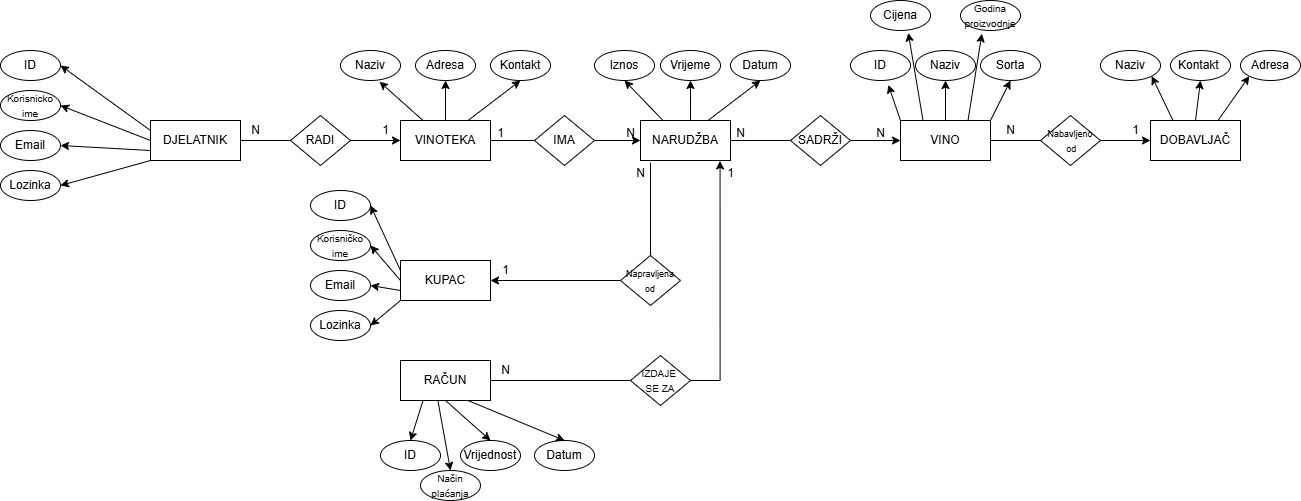 Cijena
Godina
proizvodnje
ID
Naziv
Adresa
Kontakt
Iznos
Vrijeme
Datum
ID
Naziv
Sorta
Naziv
Kontakt
Adresa
Korisnicko
ime
Email
Lozinka
DJELATNIK
N
RADI
1
VINOTEKA
1
IMA
N
NARUDŽBA
N
SADRŽI
N
VINO
N
Nabavljeno
od
1
DOBAVLJAČ
N
1
ID
Korisničko
ime
Email
Lozinka
KUPAC
1
Napravljena
od
RAČUN
N
IZDAJE
SE ZA
ID
Način
plaćanja
Vrijednost
Datum